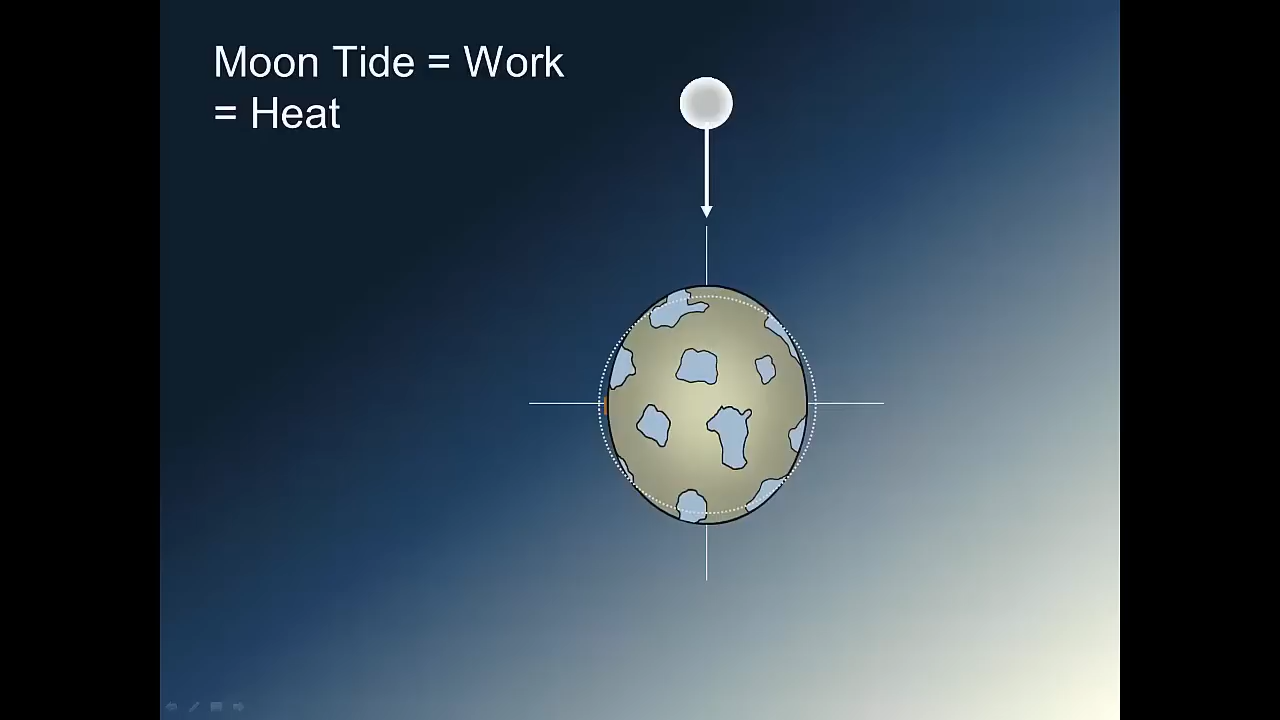 Moon Tide = Work
= Heat